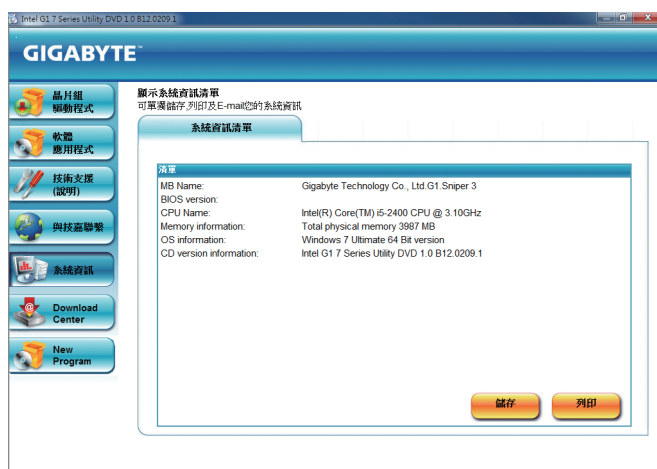 Intel G1 7 Series Utility DVD 1.0 B12.0209.1
GIGABYTE™
晶片組
驅動程式
軟體
應用程式
技術支援
(說明)
與技嘉聯繫
系統資訊
Download
Center
New
Program
顯示系統資訊清單
可單獨儲存,列印及E-mail您的系統資訊
系統資訊清單
清單
MB Name: Gigabyte Technology Co., Ltd.G1.Sniper 3
BIOS version:
CPU Name: Intel(R) Core(TM) i5-2400 CPU @ 3.10GHz
Memory information: Total physical memory 3987 MB
OS information: Windows 7 Ultimate 64 Bit version
CD version information: Intel G1 7 Series Utility DVD 1.0 B12.0209.1
儲存
列印